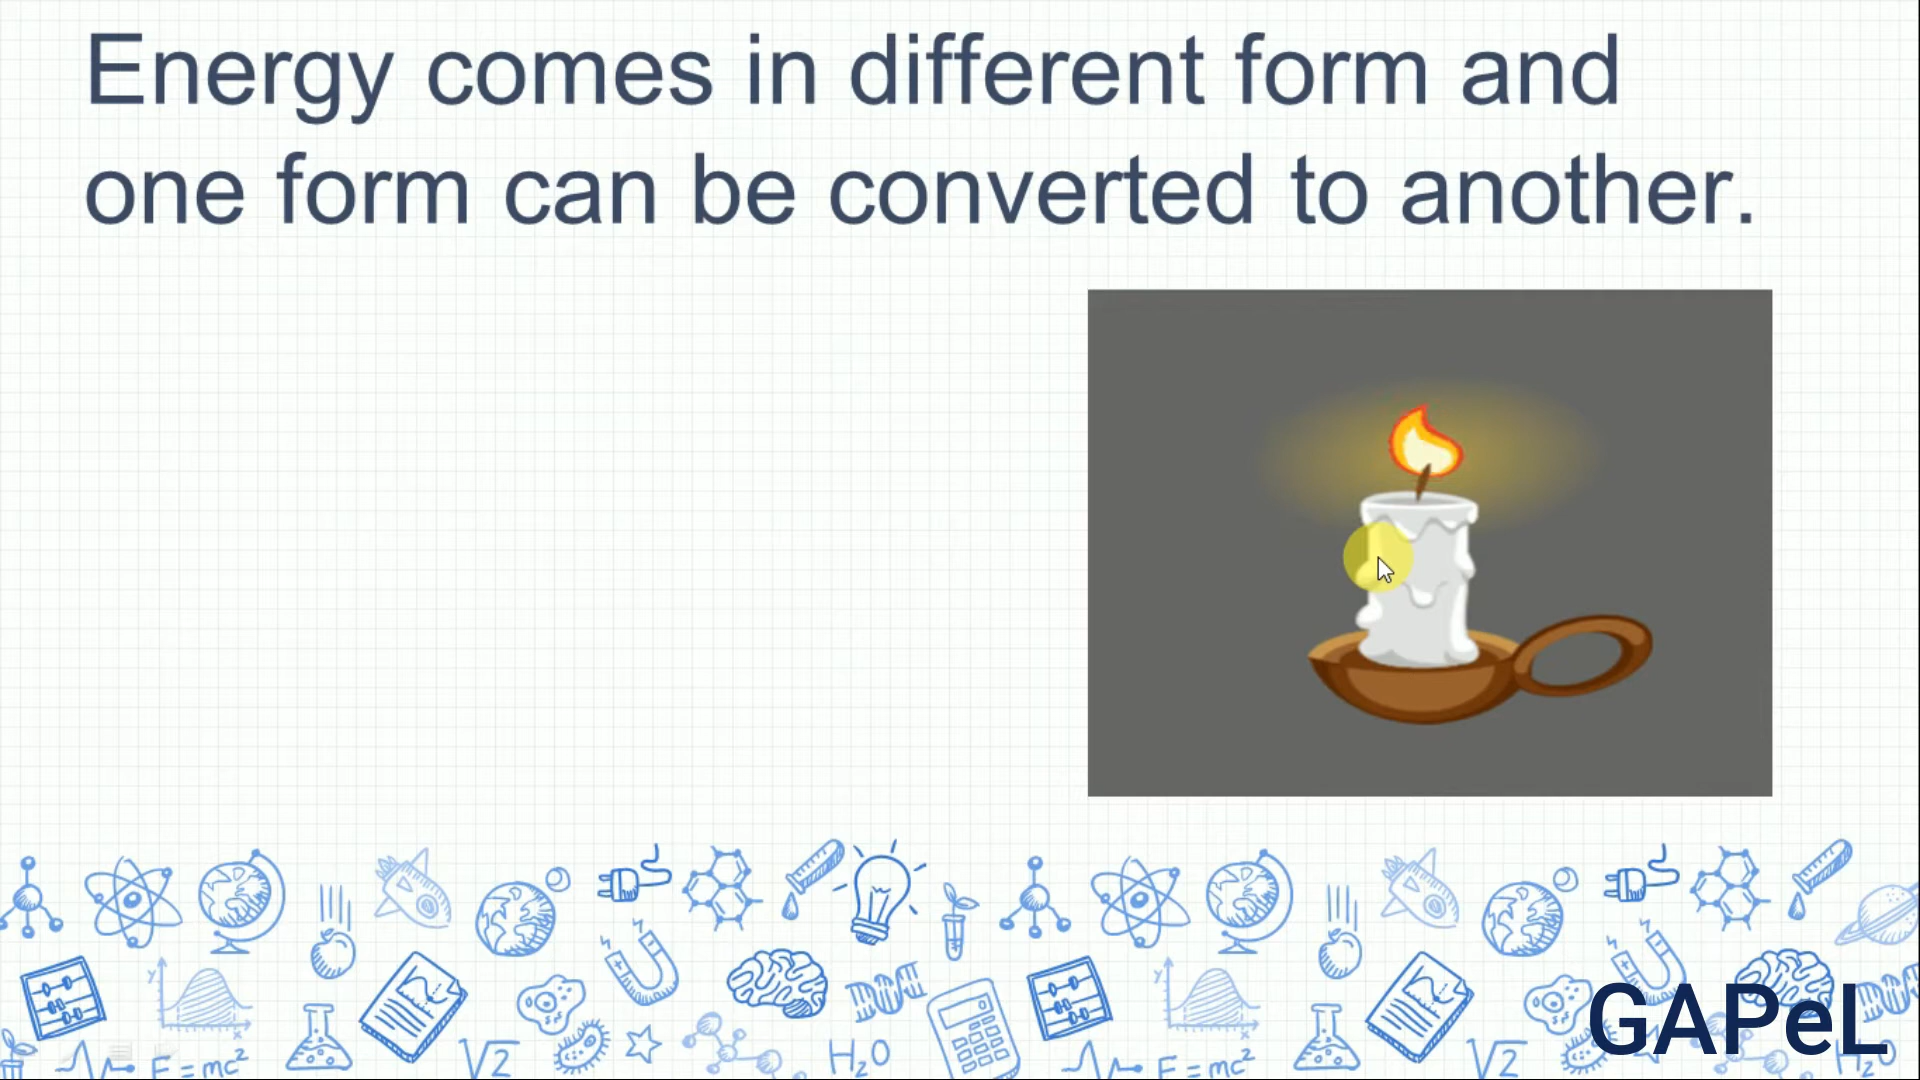 Energy comes in different form and
one form can be converted to another.
y
x
E=mc²
√2
H₂O
y
x
E=mc²
√2
H₂O
GAPeL